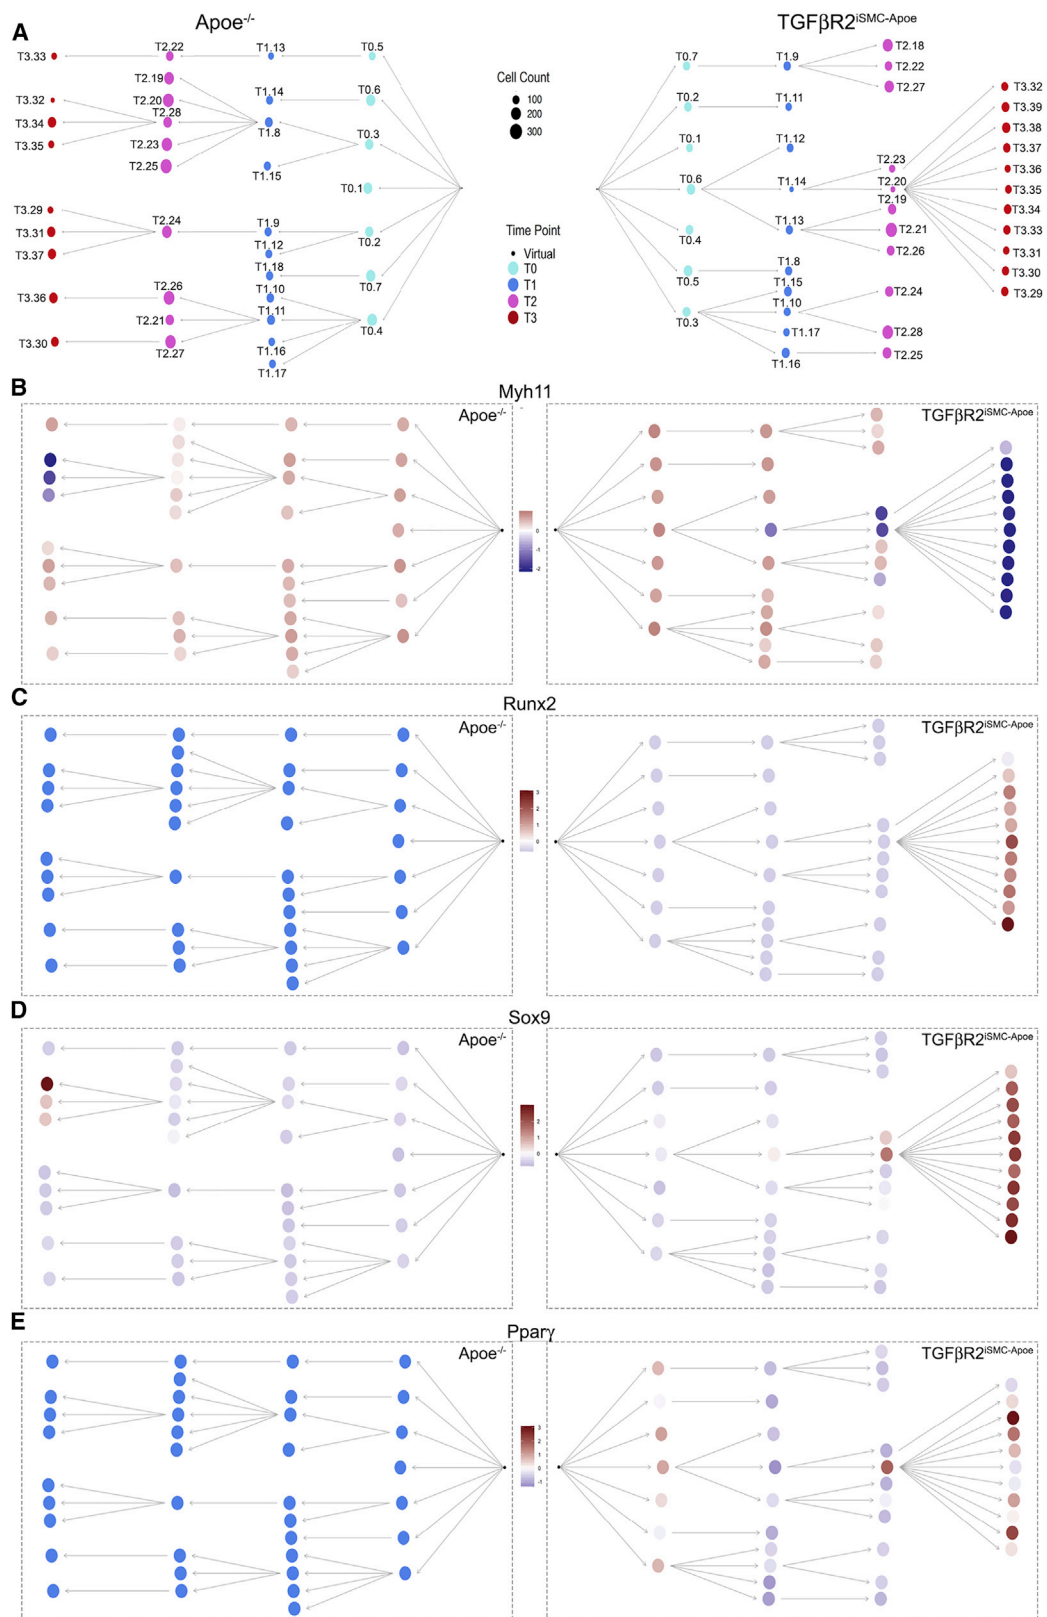 A
Apoe-/-
TGFβR2iSMC-Apoe
T3.33
T2.22
T1.13
T0.5
T2.19
T3.32
T2.20
T1.14
T0.6
T2.28
T3.34
T1.8
T0.3
T3.35
T2.23
T2.25
T1.15
T0.1
T3.29
T2.24
T1.9
T3.31
T0.2
T1.12
T3.37
T1.18
T0.7
T2.26
T1.10
T3.36
T1.11
T2.21
T0.4
T3.30
T2.27
T1.16
T1.17
Cell Count
100
200
300
Time Point
Virtual
T0
T1
T2
T3
T0.7
T1.9
T2.18
T2.22
T2.27
T0.2
T1.11
T0.1
T1.12
T0.6
T1.14
T2.23
T2.20
T2.19
T1.13
T2.21
T0.4
T2.26
T0.5
T1.8
T1.15
T1.10
T2.24
T0.3
T1.17
T2.28
T1.16
T2.25
T3.32
T3.39
T3.38
T3.37
T3.36
T3.35
T3.34
T3.33
T3.31
T3.30
T3.29
B
Myh11
Apoe-/-
TGFβR2iSMC-Apoe
0
-1
-2
C
Runx2
Apoe-/-
TGFβR2iSMC-Apoe
3
2
1
0
D
Sox9
Apoe-/-
TGFβR2iSMC-Apoe
2
1
0
E
Pparγ
Apoe-/-
TGFβR2iSMC-Apoe
3
2
1
0
-1